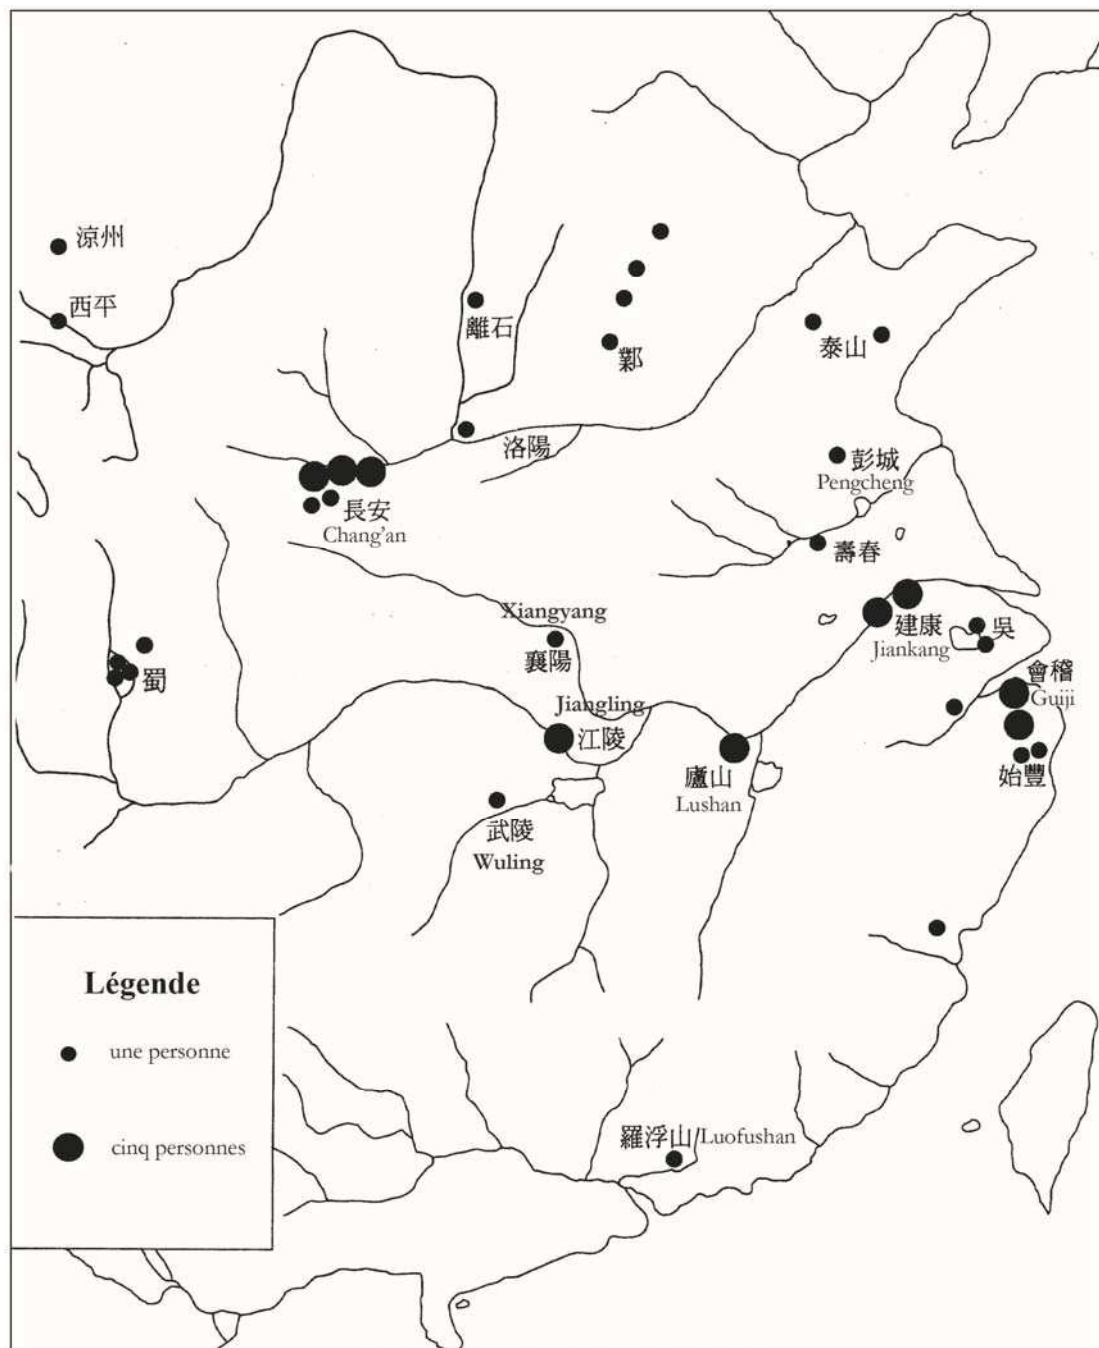 涼州
西平
離石
鄴
泰山
洛陽
彭城
Pengcheng
長安
Chang'an
壽春
Xiangyang
襄陽
建康
Jiankang
吳
蜀
會稽
Guiji
Jiangling
江陵
廬山
Lushan
始豐
武陵
Wuling
Légende
une personne
cinq personnes
羅浮山
Luofushan